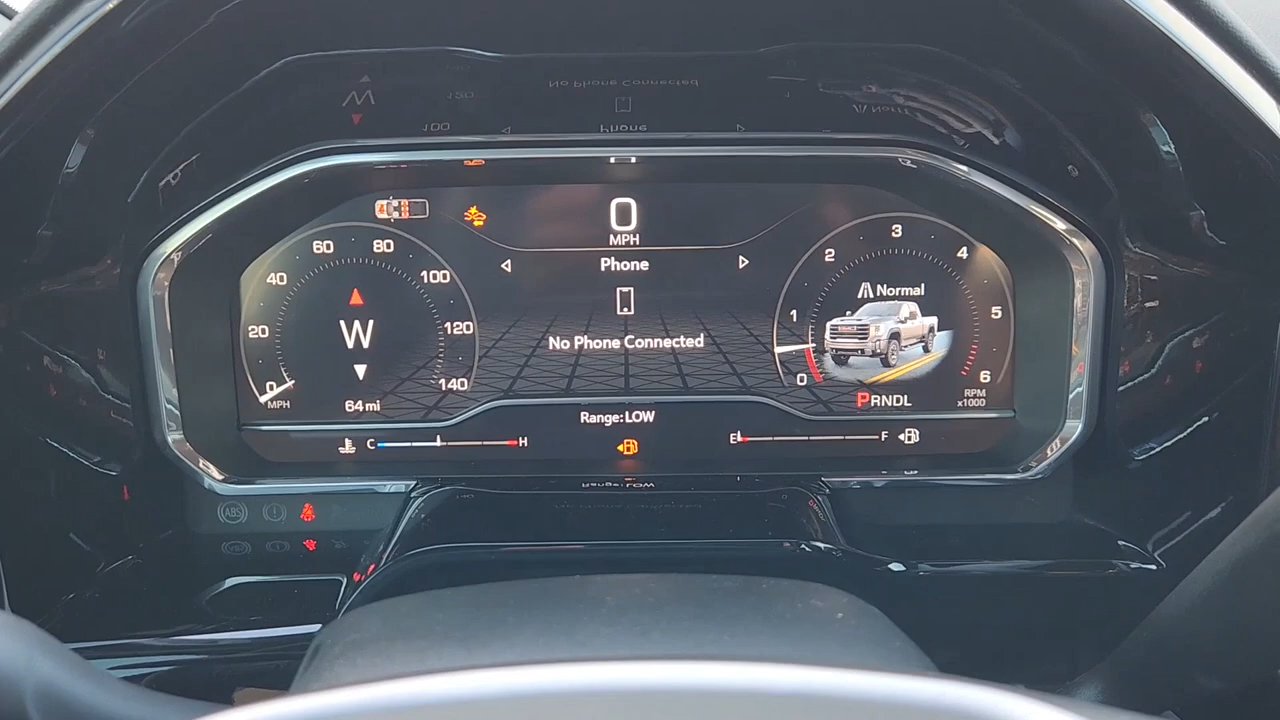 0
MPH
Phone
No Phone Connected
0
20
40
60
80
100
120
140
MPH
W
64 mi
0
1
2
3
4
5
6
RPM
x1000
Normal
PRNDL
Range: LOW
C
H
E
F
ABS